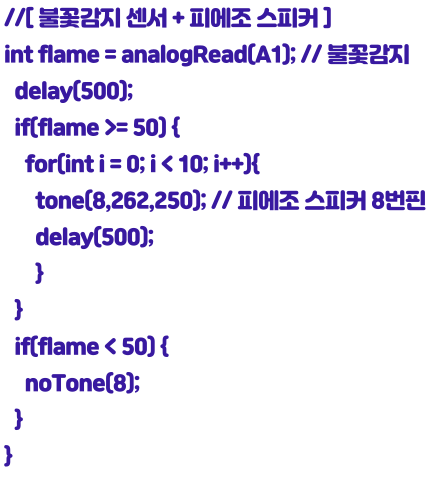 //[ 불꽃감지 센서 + 피에조 스피커 ]
int flame = analogRead(A1); // 불꽃감지
delay(500);
if(flame >= 50) {
for(int i = 0; i < 10; i++){
tone(8,262,250); // 피에조 스피커 8번핀
delay(500);
}
}
if(flame < 50) {
noTone(8);
}
}